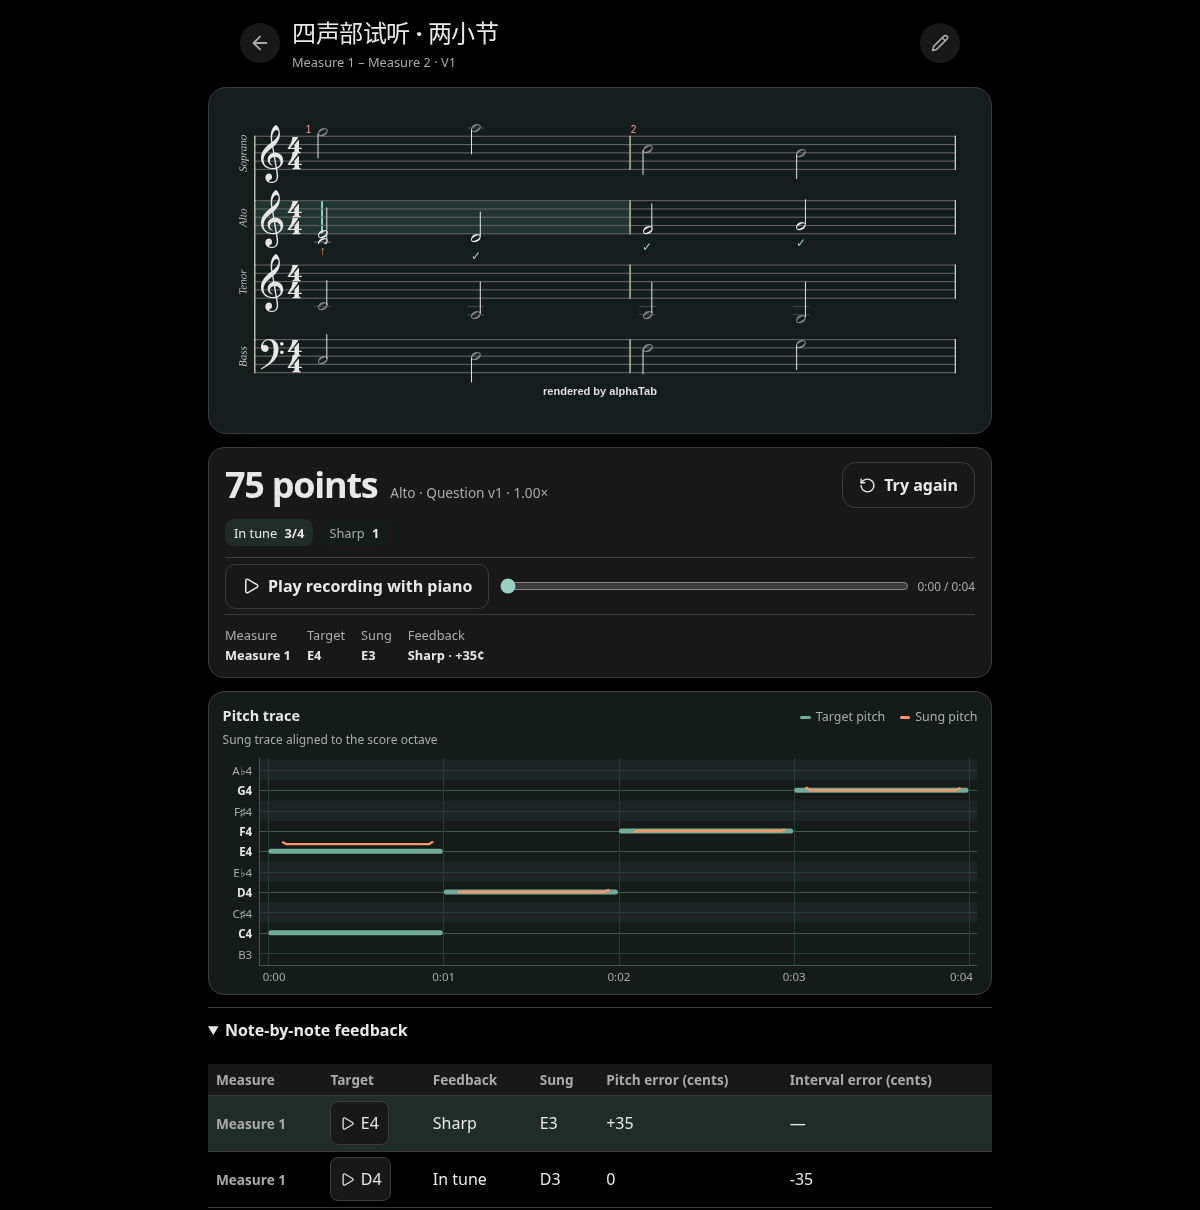 四声部试听 · 两小节
Measure 1 – Measure 2 · V1
1
2
Soprano
Alto
↑
✓
✓
✓
Tenor
Bass
rendered by alphaTab
75 points
Alto · Question v1 · 1.00×
Try again
In tune 3/4
Sharp 1
Play recording with piano
0:00 / 0:04
Measure Target Sung Feedback
Measure 1 E4 E3 Sharp · +35¢
Pitch trace
Target pitch
Sung pitch
Sung trace aligned to the score octave
A♭4
G4
F♯4
F4
E4
E♭4
D4
C♯4
C4
B3
0:00 0:01 0:02 0:03 0:04
▼ Note-by-note feedback
Measure Target Feedback Sung Pitch error (cents) Interval error (cents)
Measure 1 E4 Sharp E3 +35 —
Measure 1 D4 In tune D3 0 -35